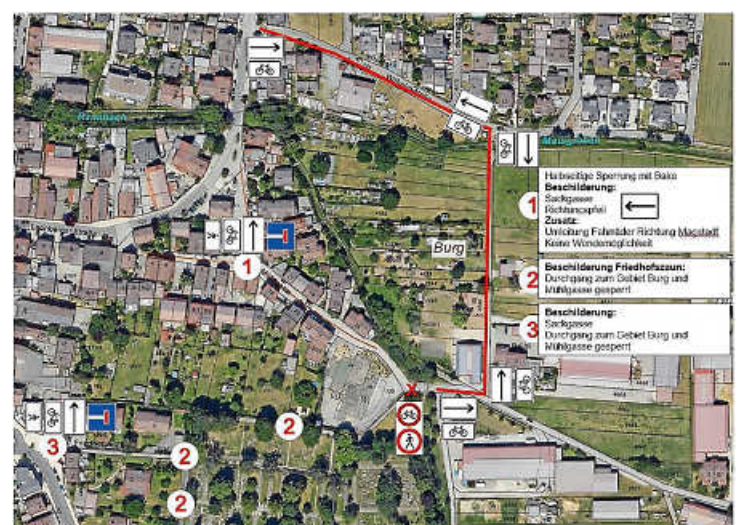 Burg
1
Halbseitige Sperrung mit Bake
Beschilderung:
Sackgasse
Richtungspfeil
Zusatz:
Umleitung Fahrräder Richtung Magstadt
Keine Wendemöglichkeit
2
Beschilderung Friedhofszaun:
Durchgang zum Gebiet Burg und
Mühlgasse gesperrt
3
Beschilderung:
Sackgasse
Durchgang zum Gebiet Burg und
Mühlgasse gesperrt
1
X
2
3
2
2